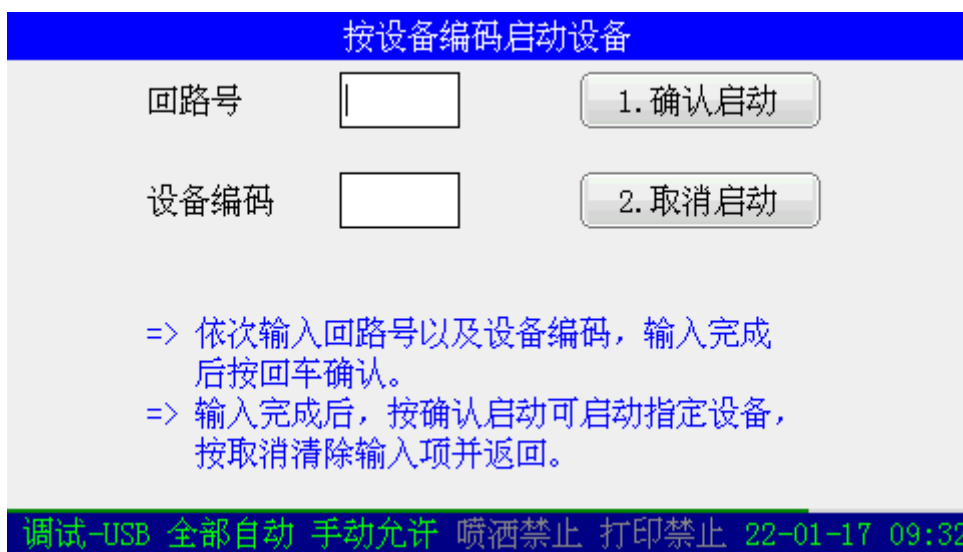 按设备编码启动设备
回路号
1.确认启动
设备编码
2.取消启动
=> 依次输入回路号以及设备编码，输入完成
后按回车确认。
=> 输入完成后，按确认启动可启动指定设备，
按取消清除输入项并返回。
调试-USB 全部自动 手动允许 喷洒禁止 打印禁止 22-01-17 09:32